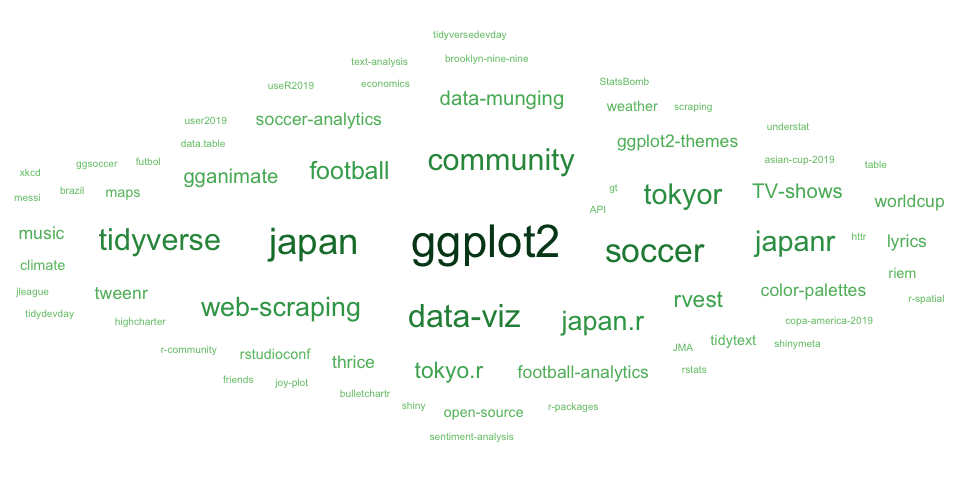 tidyversedevday
brooklyn-nine-nine
text-analysis
useR2019
economics
StatsBomb
data-munging
weather
scraping
user2019
soccer-analytics
understat
data.table
ggplot2-themes
xkcd
ggsoccer
futbol
community
asian-cup-2019
table
messi
brazil
maps
gganimate
football
gt
tokyor
TV-shows
worldcup
API
music
tidyverse
japan
ggplot2
soccer
japanr
httr
lyrics
climate
riem
jleague
tweenr
web-scraping
rvest
color-palettes
r-spatial
tidydevday
highcharter
data-viz
japan.r
copa-america-2019
r-community
rstudioconf
thrice
JMA
tidytext
shinymeta
friends
joy-plot
tokyo.r
football-analytics
rstats
bulletchartr
shiny
open-source
r-packages
sentiment-analysis